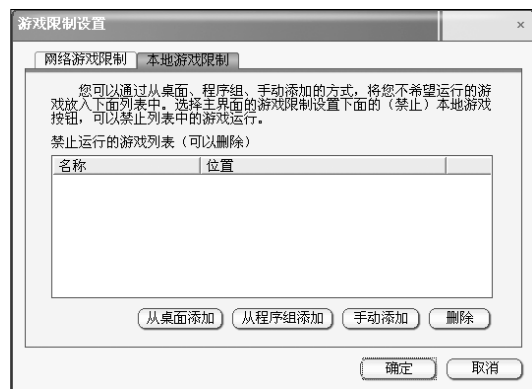 游戏限制设置
×
网络游戏限制 本地游戏限制
您可以通过从桌面、程序组、手动添加的方式，将您不希望运行的游
戏放入下面列表中。选择主界面的游戏限制设置下面的（禁止）本地游戏
按钮，可以禁止列表中的游戏运行。
禁止运行的游戏列表（可以删除）
名称 位置
从桌面添加 从程序组添加 手动添加 删除
确定 取消